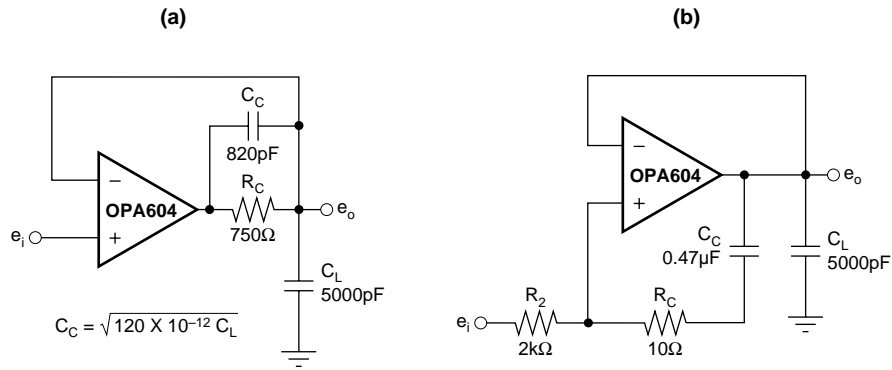 (a)
C_C
820pF
−
OPA604
+
R_C
750Ω
e_i
e_o
C_L
5000pF
C_C = √120 X 10⁻¹² C_L
(b)
−
OPA604
+
e_o
C_C
0.47µF
C_L
5000pF
R_2
2kΩ
R_C
10Ω
e_i